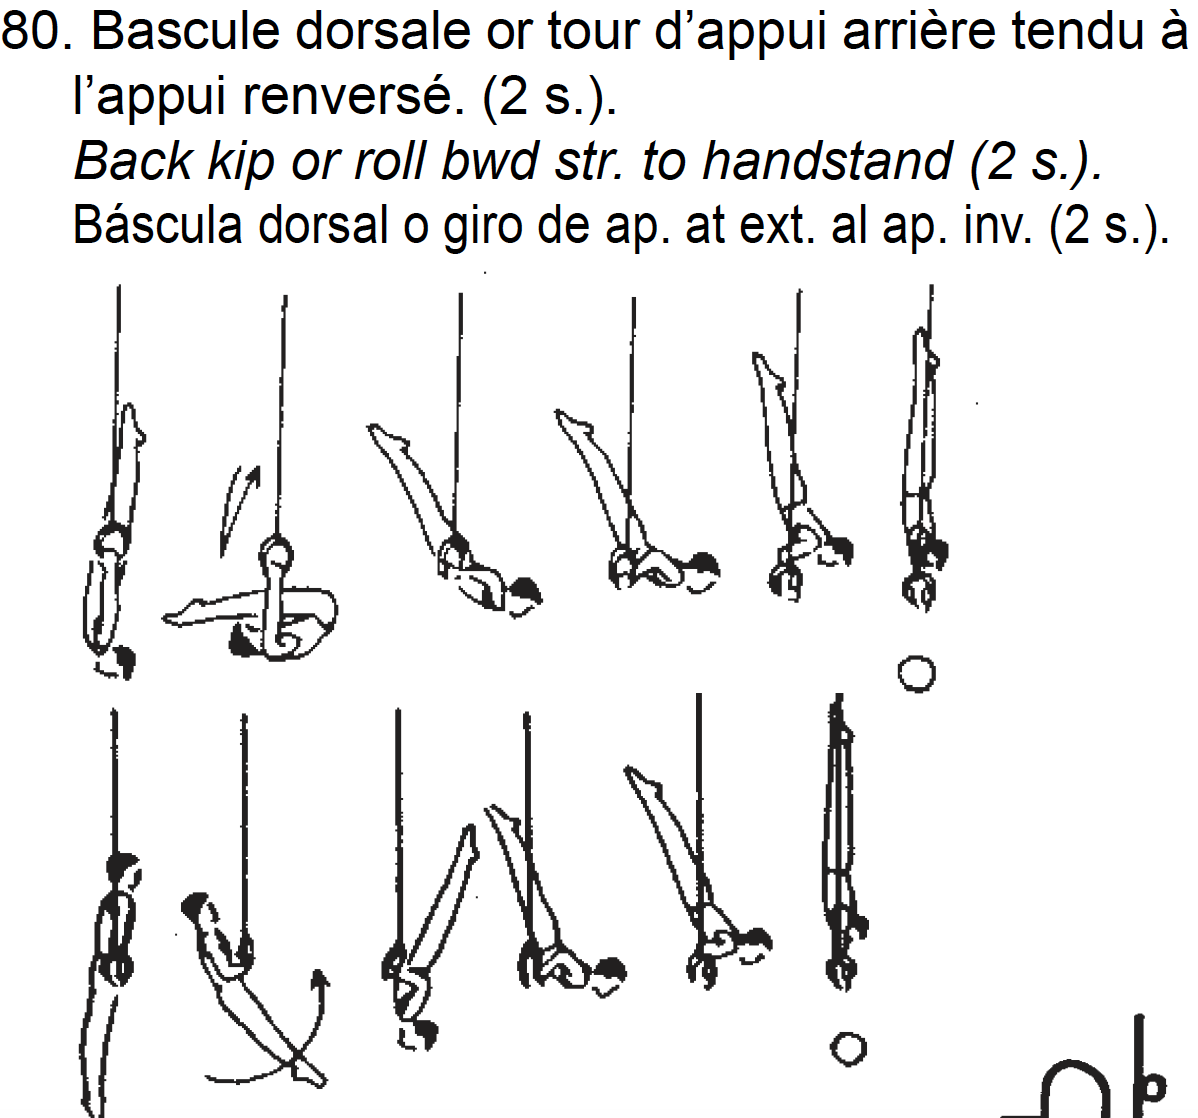 80. Bascule dorsale or tour d’appui arrière tendu à
l’appui renversé. (2 s.).
Back kip or roll bwd str. to handstand (2 s.).
Báscula dorsal o giro de ap. at ext. al ap. inv. (2 s.).